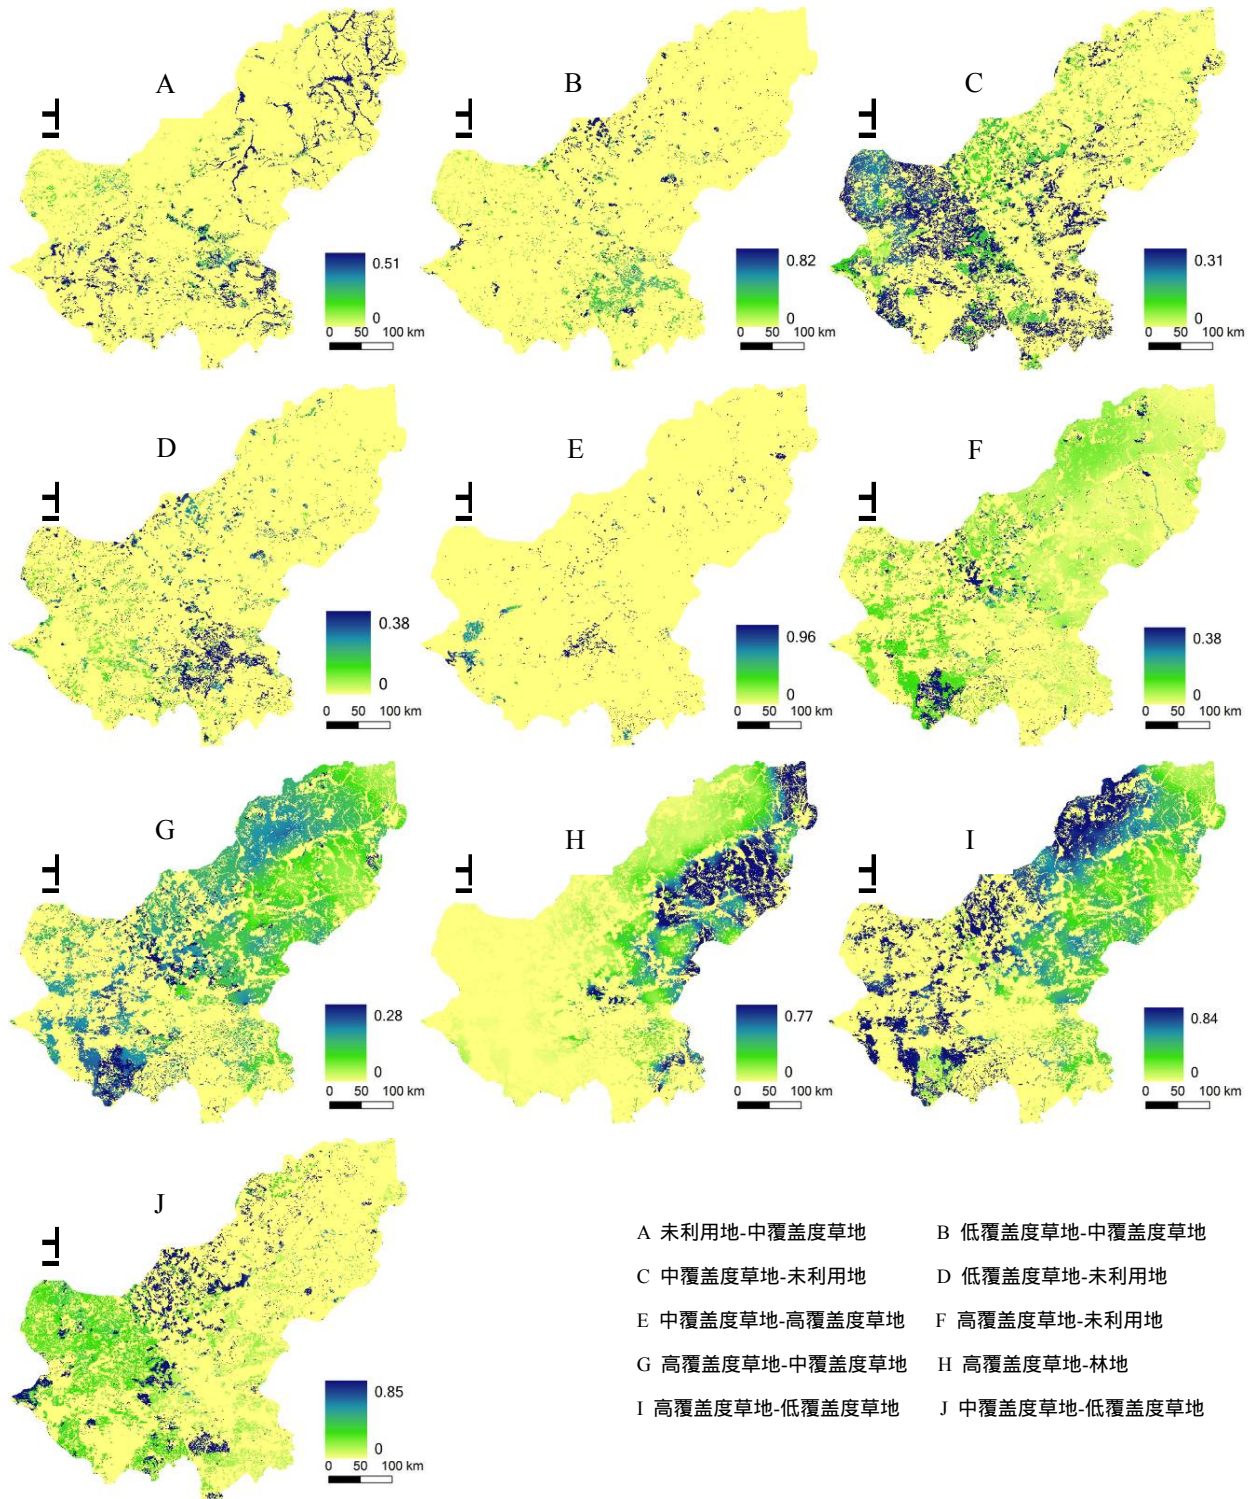 A
B
C
0.51
0
0 50 100 km
0.82
0
0 50 100 km
0.31
0
0 50 100 km
D
E
F
0.38
0
0 50 100 km
0.96
0
0 50 100 km
0.38
0
0 50 100 km
G
H
I
0.28
0
0 50 100 km
0.77
0
0 50 100 km
0.84
0
0 50 100 km
J
0.85
0
0 50 100 km
A 未利用地-中覆盖度草地 B 低覆盖度草地-中覆盖度草地
C 中覆盖度草地-未利用地 D 低覆盖度草地-未利用地
E 中覆盖度草地-高覆盖度草地 F 高覆盖度草地-未利用地
G 高覆盖度草地-中覆盖度草地 H 高覆盖度草地-林地
I 高覆盖度草地-低覆盖度草地 J 中覆盖度草地-低覆盖度草地